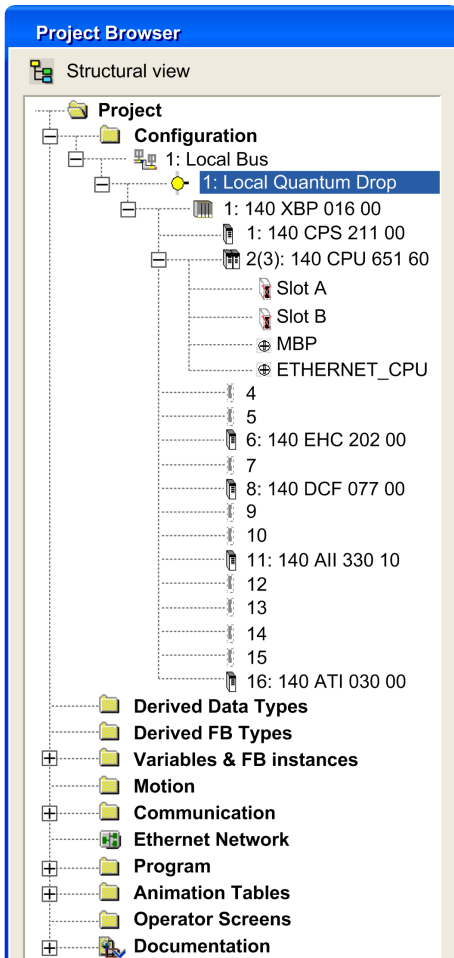 Project Browser
Structural view
Project
Configuration
1: Local Bus
1: Local Quantum Drop
1: 140 XBP 016 00
1: 140 CPS 211 00
2(3): 140 CPU 651 60
Slot A
Slot B
MBP
ETHERNET_CPU
4
5
6: 140 EHC 202 00
7
8: 140 DCF 077 00
9
10
11: 140 AII 330 10
12
13
14
15
16: 140 ATI 030 00
Derived Data Types
Derived FB Types
Variables & FB instances
Motion
Communication
Ethernet Network
Program
Animation Tables
Operator Screens
Documentation